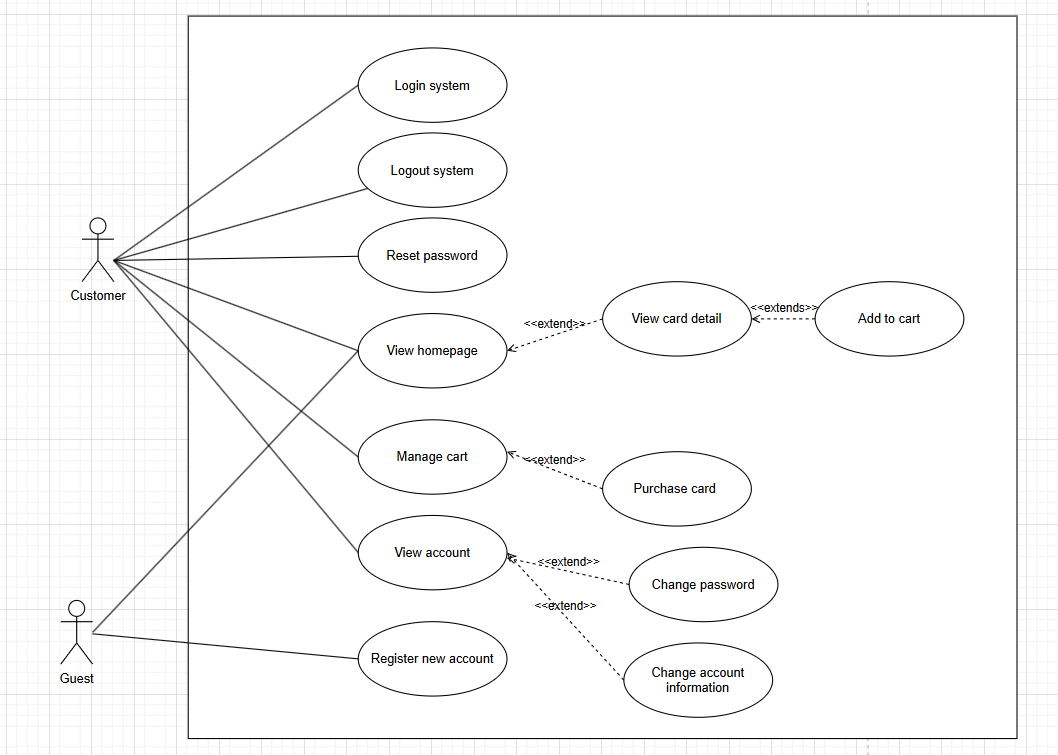 Login system
Logout system
Reset password
Customer
View homepage
<<extend>>
View card detail
<<extends>>
Add to cart
Manage cart
<<extend>>
Purchase card
View account
<<extend>>
Change password
<<extend>>
Change account
information
Register new account
Guest